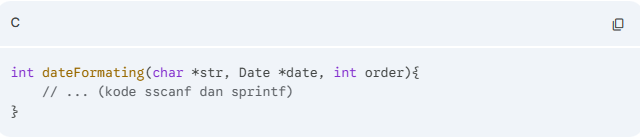 C
int dateFormating(char *str, Date *date, int order){
    // ... (kode sscanf dan sprintf)
}